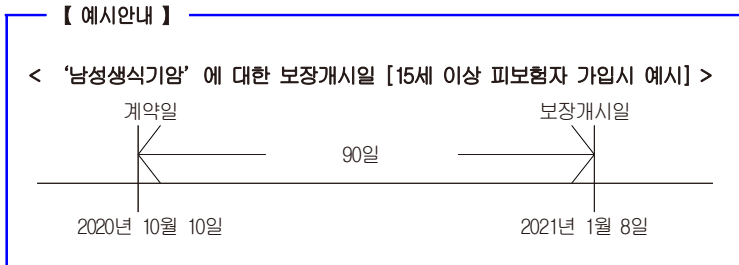 【 예시안내 】
< ‘남성생식기암’에 대한 보장개시일 [15세 이상 피보험자 가입시 예시] >
계약일 보장개시일
90일
2020년 10월 10일 2021년 1월 8일